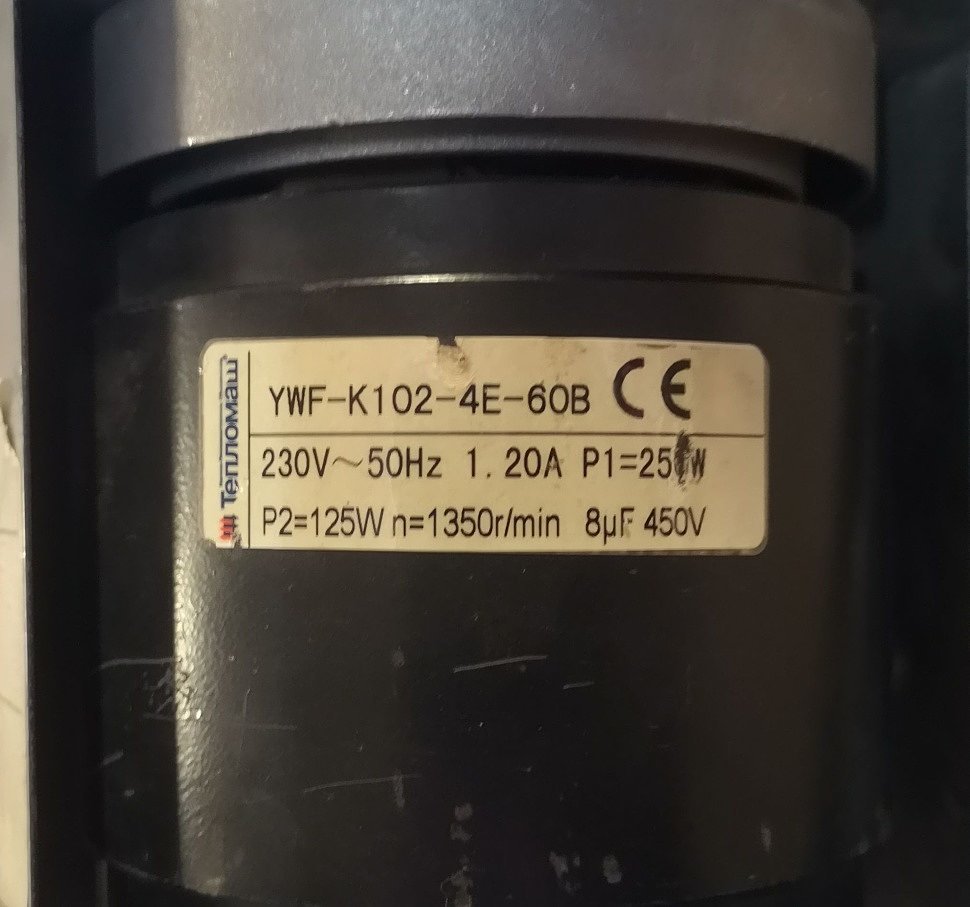 Тепломаш
YWF-K102-4E-60B CE
230V~50Hz 1.20A
P2=125W n=1350r/min 8µF 450V